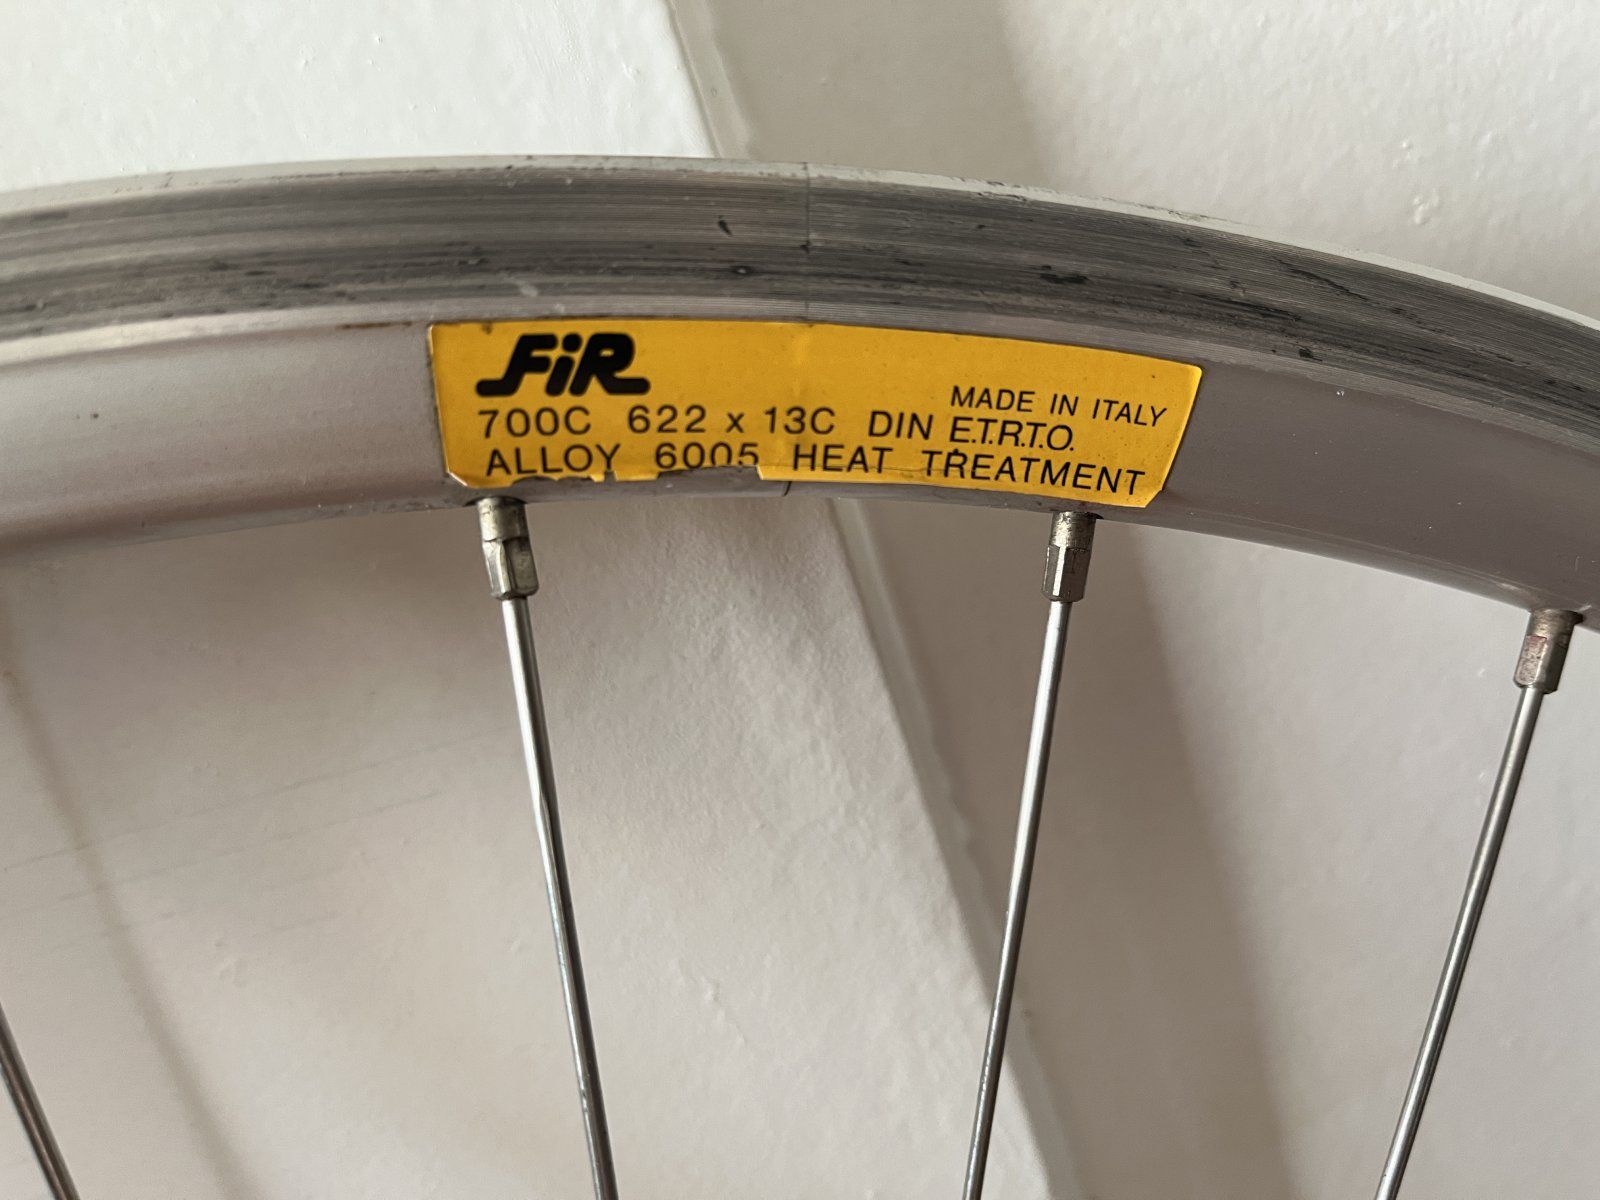 FiR
MADE IN ITALY
700C 622 x 13C DIN E.T.R.T.O.
ALLOY 6005 HEAT TREATMENT